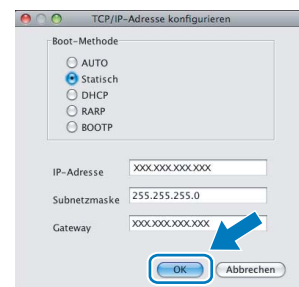 TCP/IP-Adresse konfigurieren
Boot-Methode
AUTO
Statisch
DHCP
RARP
BOOTP
IP-Adresse XXX.XXX.XXX.XXX
Subnetzmaske 255.255.255.0
Gateway XXX.XXX.XXX.XXX
OK Abbrechen